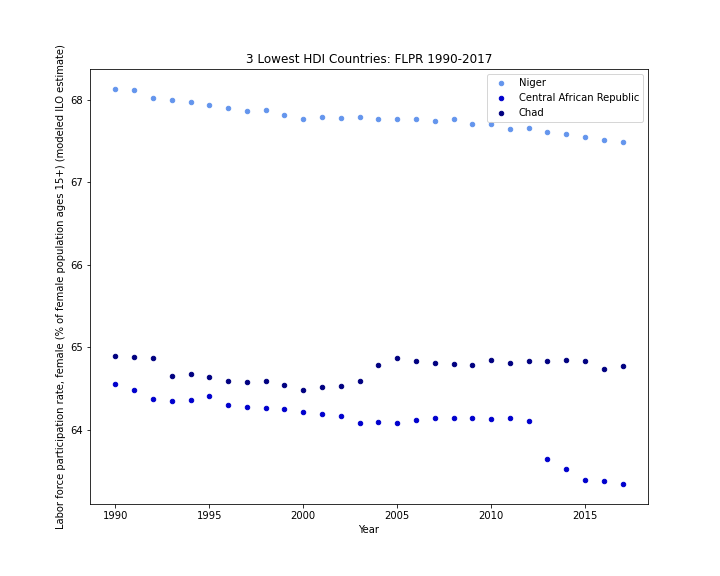 3 Lowest HDI Countries: FLPR 1990-2017
Niger
Central African Republic
Chad
Labor force participation rate, female (% of female population ages 15+) (modeled ILO estimate)
68
67
66
65
64
1990
1995
2000
2005
2010
2015
Year